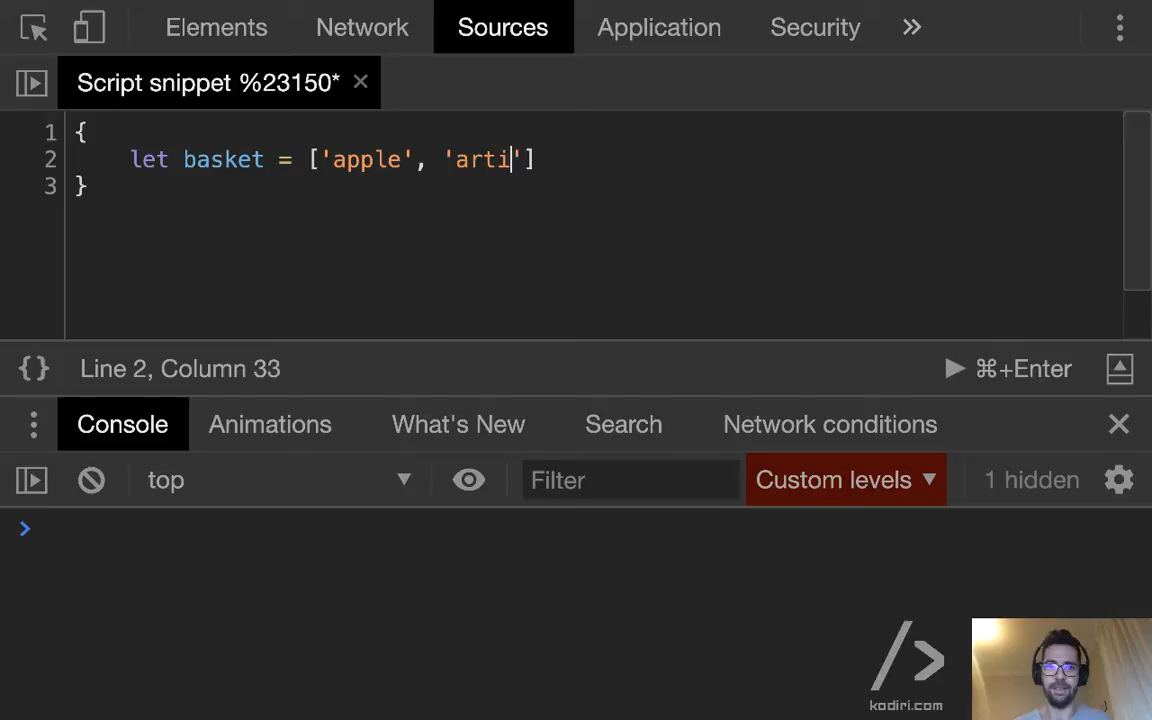 Elements Network Sources Application Security »
Script snippet %23150* ×
1 {
2 let basket = ['apple', 'arti']
3 }
{} Line 2, Column 33 ⌘+Enter
Console Animations What's New Search Network conditions ×
top Filter Custom levels 1 hidden
>
kodiri.com